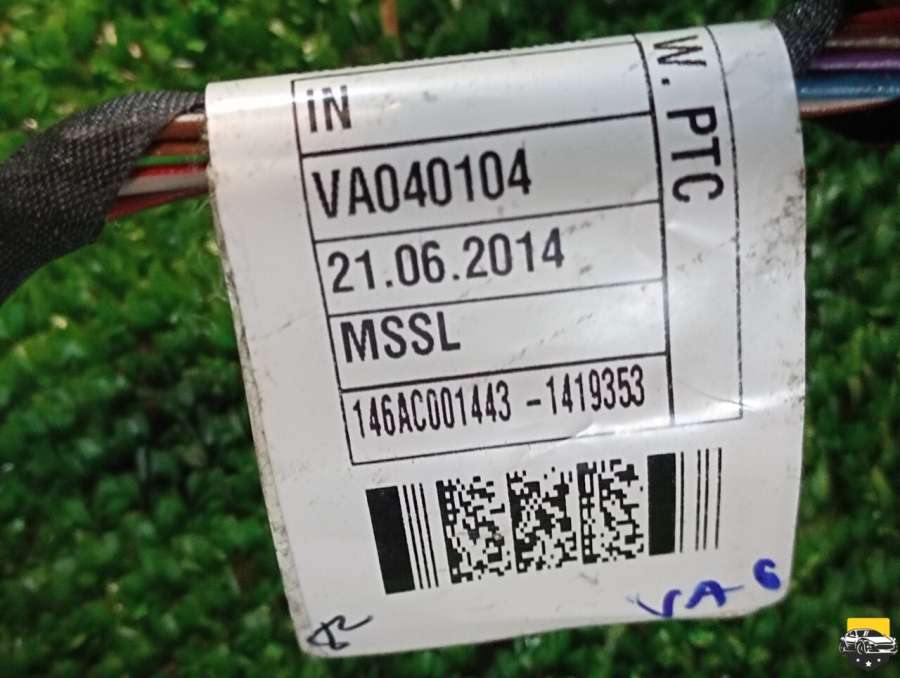 iN
VA040104
21.06.2014
MSSL
146AC001443 -1419353
W. PTC
VA-6